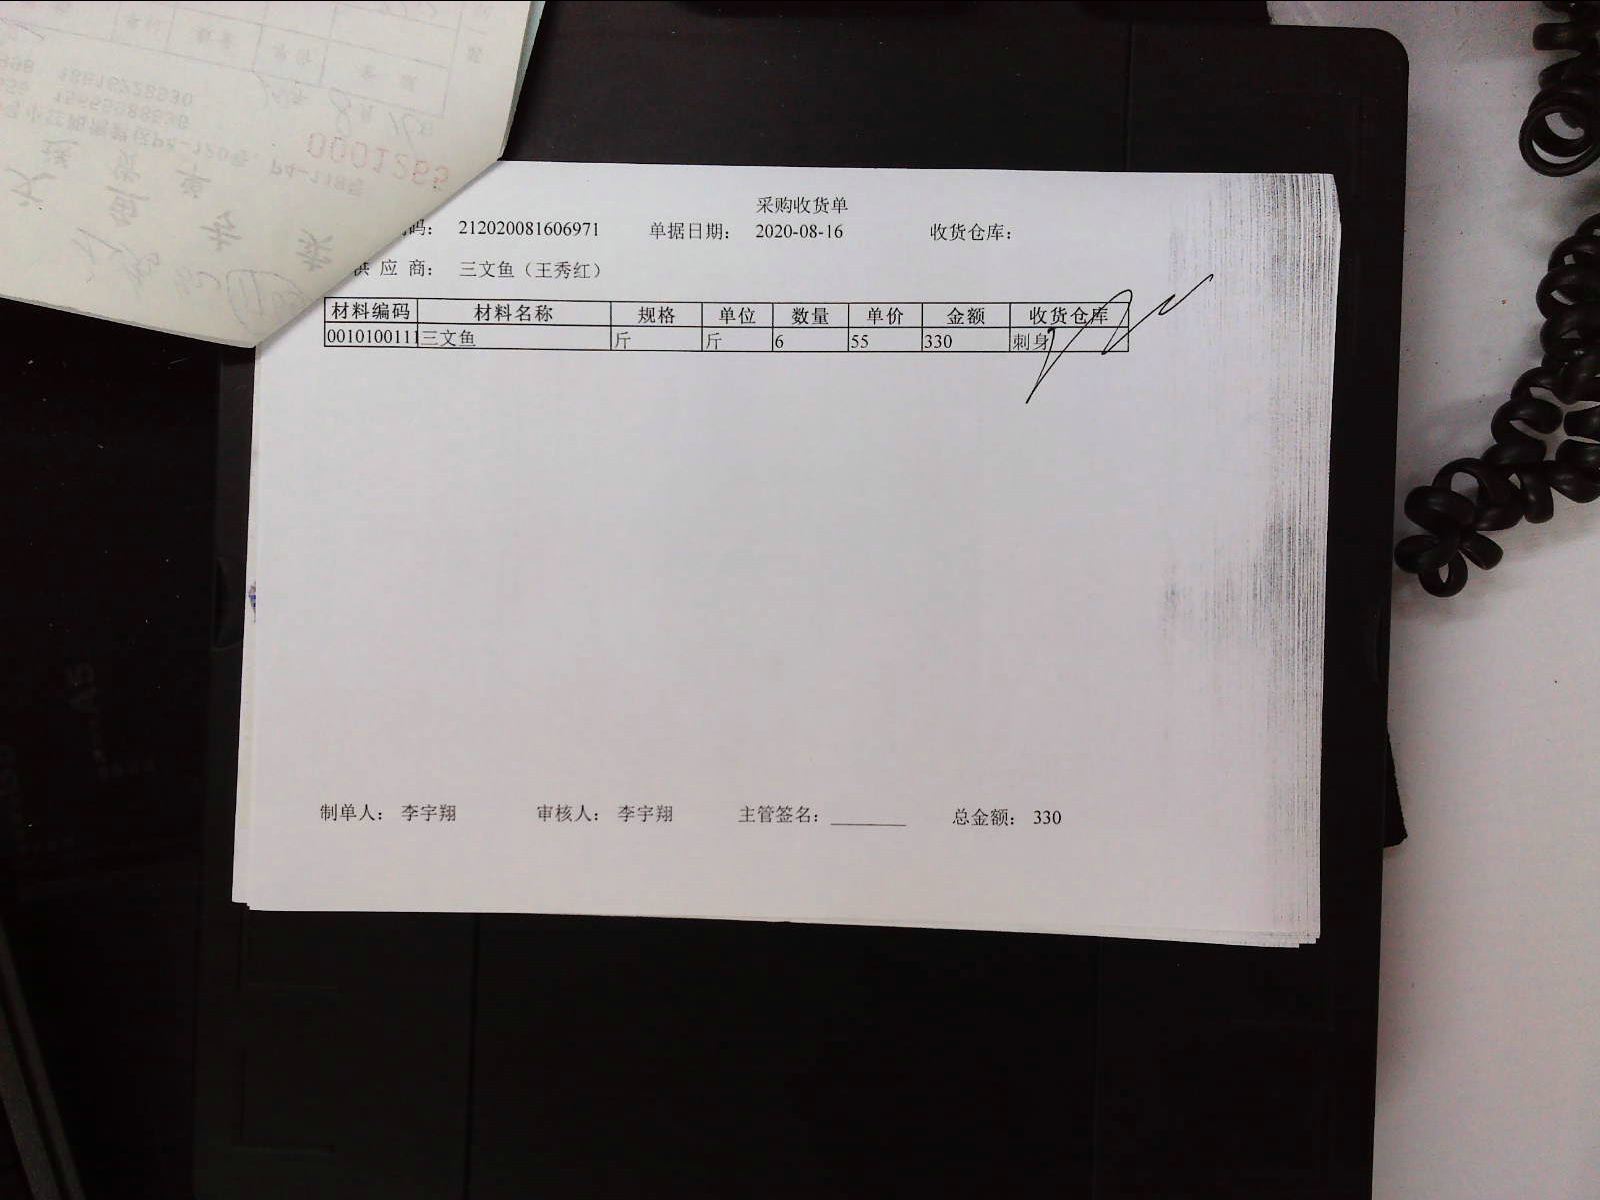 采购收货单
码： 212020081606971 单据日期： 2020-08-16 收货仓库：
供 应 商： 三文鱼（王秀红）
材料编码 材料名称 规格 单位 数量 单价 金额 收货仓库
0010100111 三文鱼 斤 斤 6 55 330 刺身
制单人： 李宇翔 审核人： 李宇翔 主管签名：________ 总金额： 330
0001265